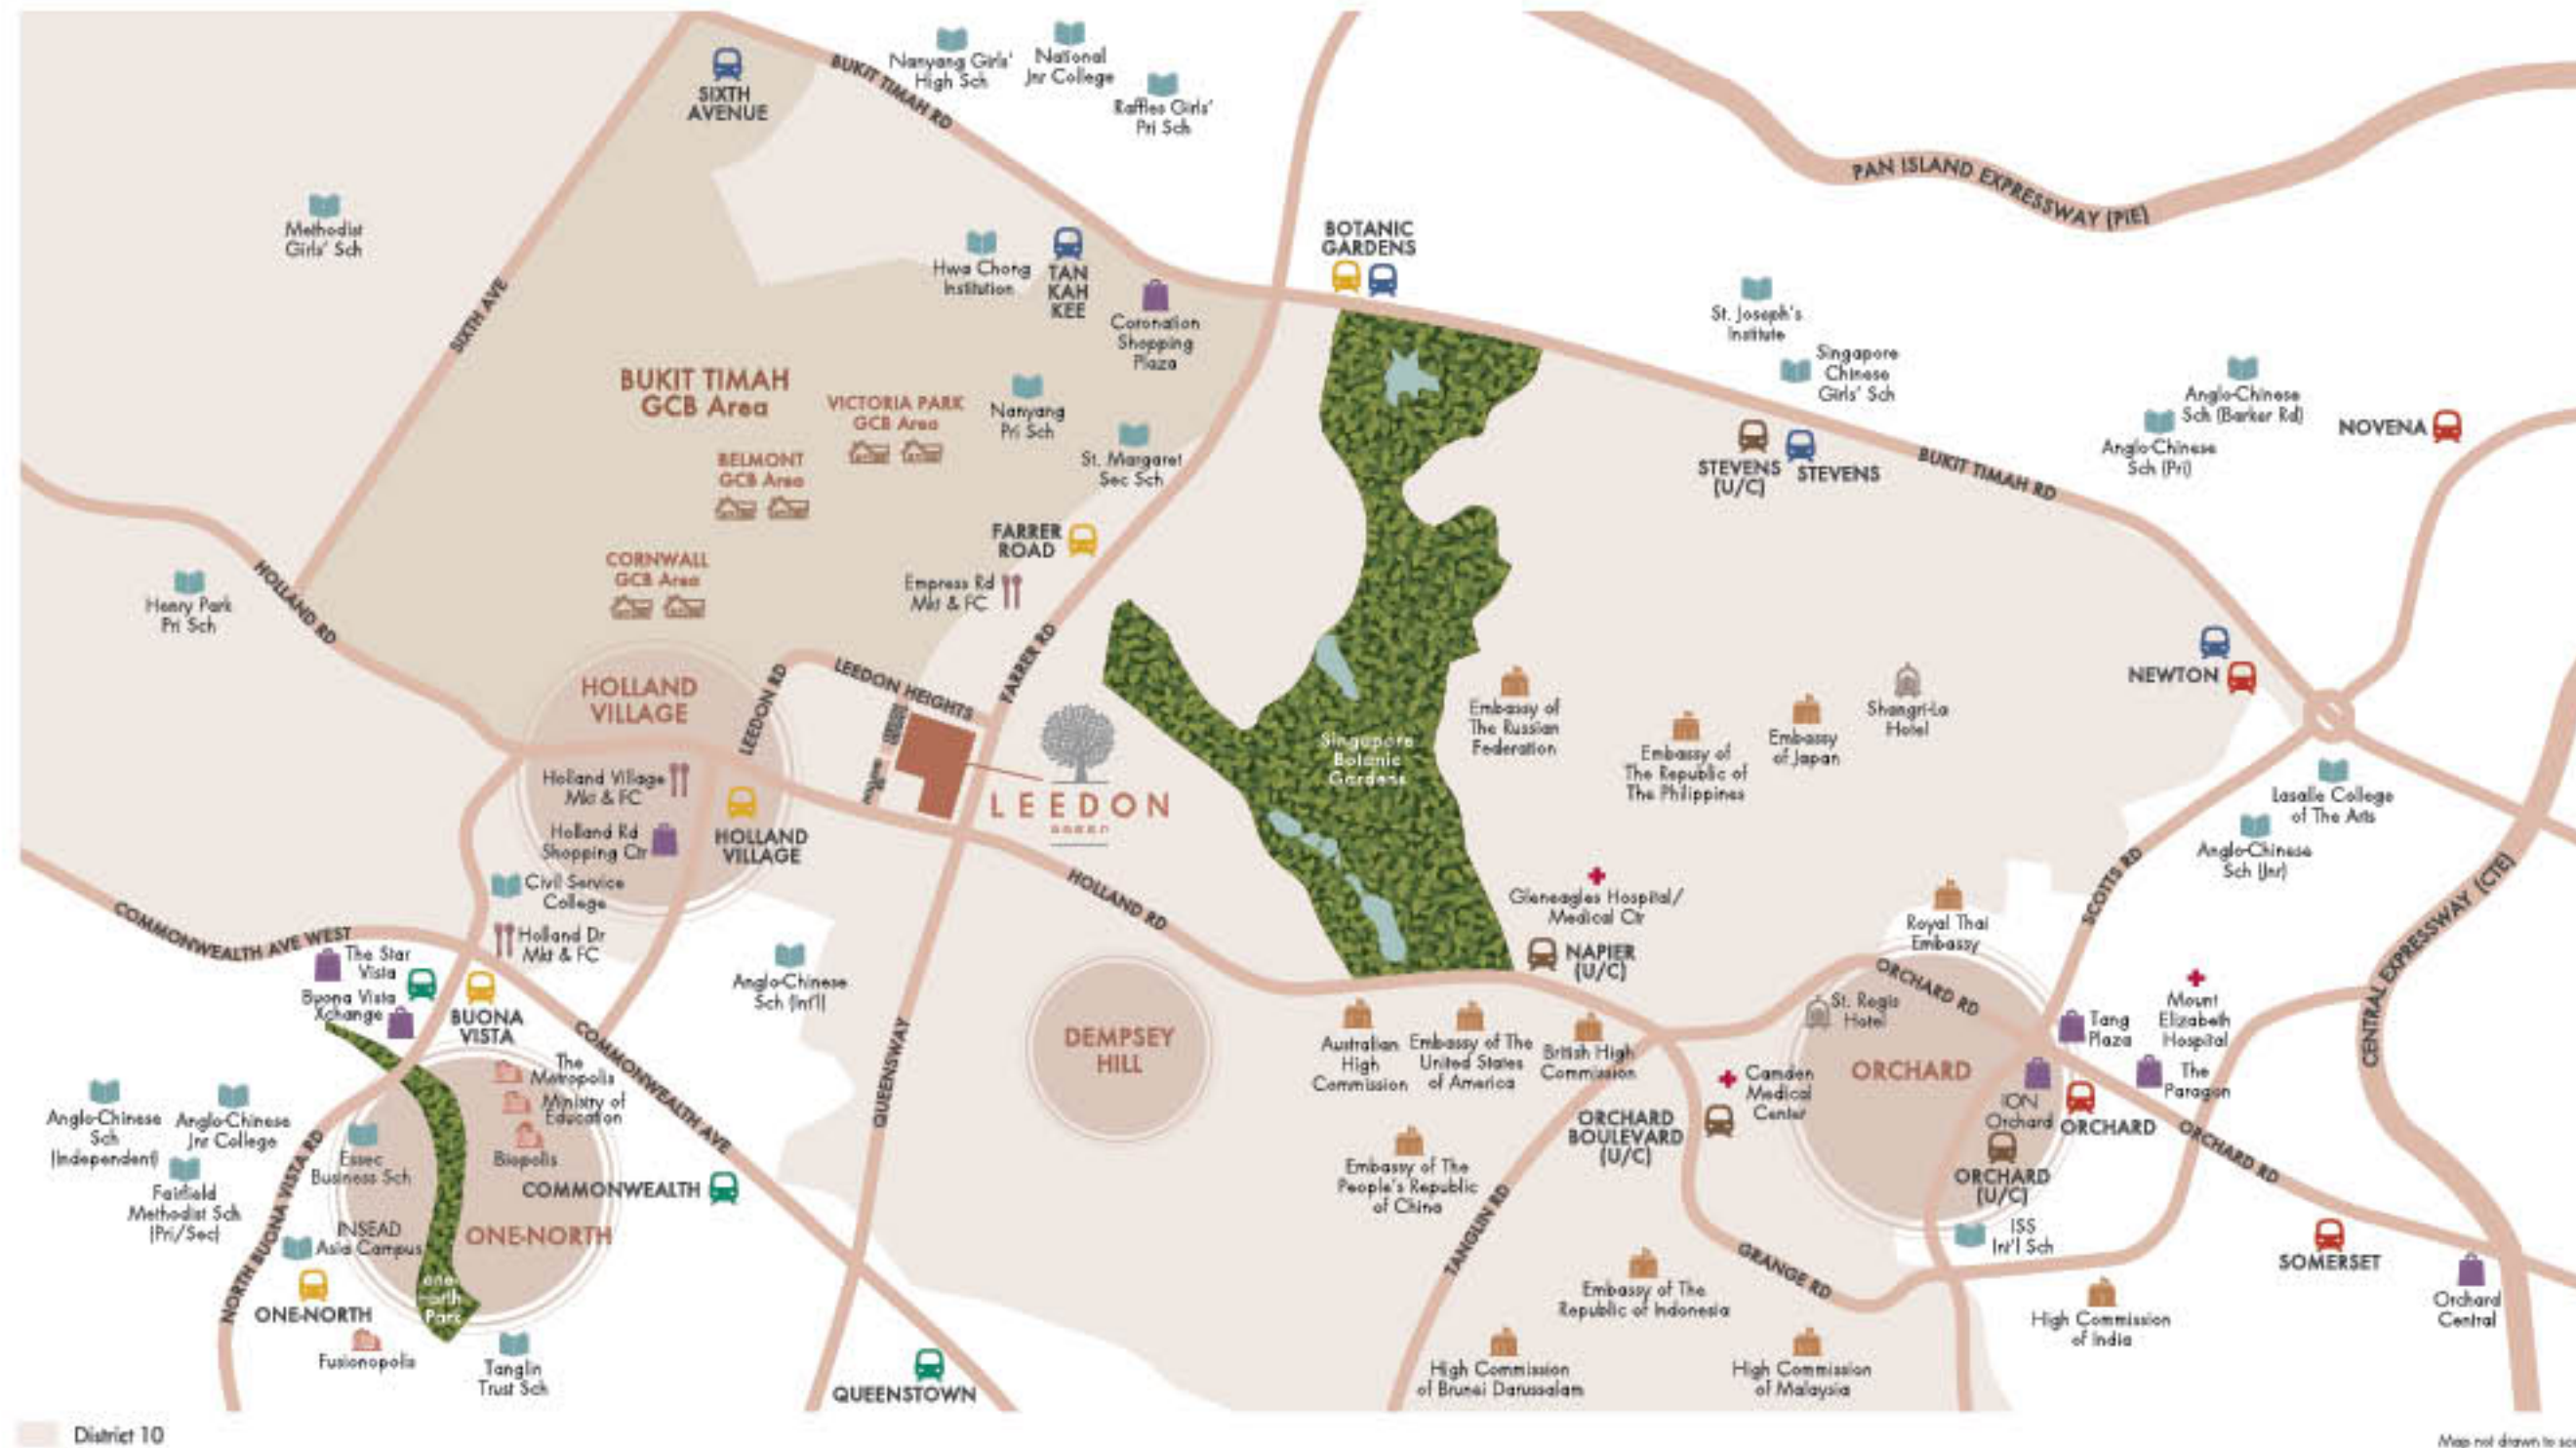 SIXTH
AVENUE
BUKIT TIMAH RD
Nanyang Girls'
High Sch
National
Jnr College
Raffles Girls'
Pri Sch
PAN ISLAND EXPRESSWAY (PIE)
Methodist
Girls' Sch
SIXTH AVE
Hwa Chong
Institution
TAN
KAH
KEE
Coronation
Shopping
Plaza
BOTANIC
GARDENS
St. Joseph's
Institute
Singapore
Chinese
Girls' Sch
Anglo-Chinese
Sch (Barker Rd)
Anglo-Chinese
Sch (Pri)
NOVENA
BUKIT TIMAH
GCB Area
VICTORIA PARK
GCB Area
Nanyang
Pri Sch
BELMONT
GCB Area
St. Margaret
Sec Sch
STEVENS
(U/C)
STEVENS
BUKIT TIMAH RD
FARRER
ROAD
CORNWALL
GCB Area
Empress Rd
Mkt & FC
Henry Park
Pri Sch
HOLLAND RD
FARRER RD
HOLLAND
VILLAGE
LEEDON RD
LEEDON HEIGHTS
NEWTON
Embassy of
The Russian
Federation
Embassy of
The Republic of
The Philippines
Embassy
of Japan
Shangri-La
Hotel
Singapore
Botanic
Gardens
Holland Village
Mkt & FC
Holland Rd
Shopping Ctr
HOLLAND
VILLAGE
LEEDON
GREEN
Lasalle College
of The Arts
Anglo-Chinese
Sch (Jnr)
SCOTTS RD
CENTRAL EXPRESSWAY (CTE)
Civil Service
College
Holland Dr
Mkt & FC
HOLLAND RD
Gleneagles Hospital/
Medical Ctr
NAPIER
(U/C)
Royal Thai
Embassy
COMMONWEALTH AVE WEST
The Star
Vista
Buona Vista
Xchange
BUONA
VISTA
Anglo-Chinese
Sch (Int'l)
QUEENSWAY
DEMPSEY
HILL
Australian
High
Commission
Embassy of The
United States
of America
British High
Commission
ORCHARD RD
St. Regis
Hotel
ORCHARD
Tang
Plaza
Mount
Elizabeth
Hospital
The
Paragon
ION
Orchard
ORCHARD
Camden
Medical
Center
ORCHARD
BOULEVARD
(U/C)
ORCHARD
(U/C)
ORCHARD RD
COMMONWEALTH AVE
The
Metropolis
Ministry of
Education
Biopolis
Anglo-Chinese
Sch
(Independent)
Anglo-Chinese
Jnr College
Essec
Business Sch
Fairfield
Methodist Sch
(Pri/Sec)
NORTH BUONA VISTA RD
COMMONWEALTH
ONE-NORTH
INSEAD
Asia Campus
ONE-NORTH
one-
north
Park
Fusionopolis
Tanglin
Trust Sch
QUEENSTOWN
Embassy of The
People's Republic
of China
TANGLIN RD
GRANGE RD
Embassy of The
Republic of Indonesia
High Commission
of Brunei Darussalam
High Commission
of Malaysia
ISS
Int'l Sch
High Commission
of India
SOMERSET
Orchard
Central
District 10
Map not drawn to